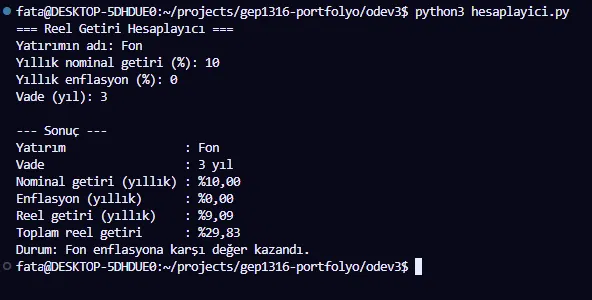 fata@DESKTOP-5DHDUE0:~/projects/gep1316-portfolyo/odev3$ python3 hesaplayici.py
=== Reel Getiri Hesaplayıcı ===
Yatırımın adı: Fon
Yıllık nominal getiri (%): 10
Yıllık enflasyon (%): 0
Vade (yıl): 3

--- Sonuç ---
Yatırım                  : Fon
Vade                     : 3 yıl
Nominal getiri (yıllık) : %10,00
Enflasyon (yıllık)      : %0,00
Reel getiri (yıllık)    : %9,09
Toplam reel getiri      : %29,83
Durum: Fon enflasyona karşı değer kazandı.
fata@DESKTOP-5DHDUE0:~/projects/gep1316-portfolyo/odev3$